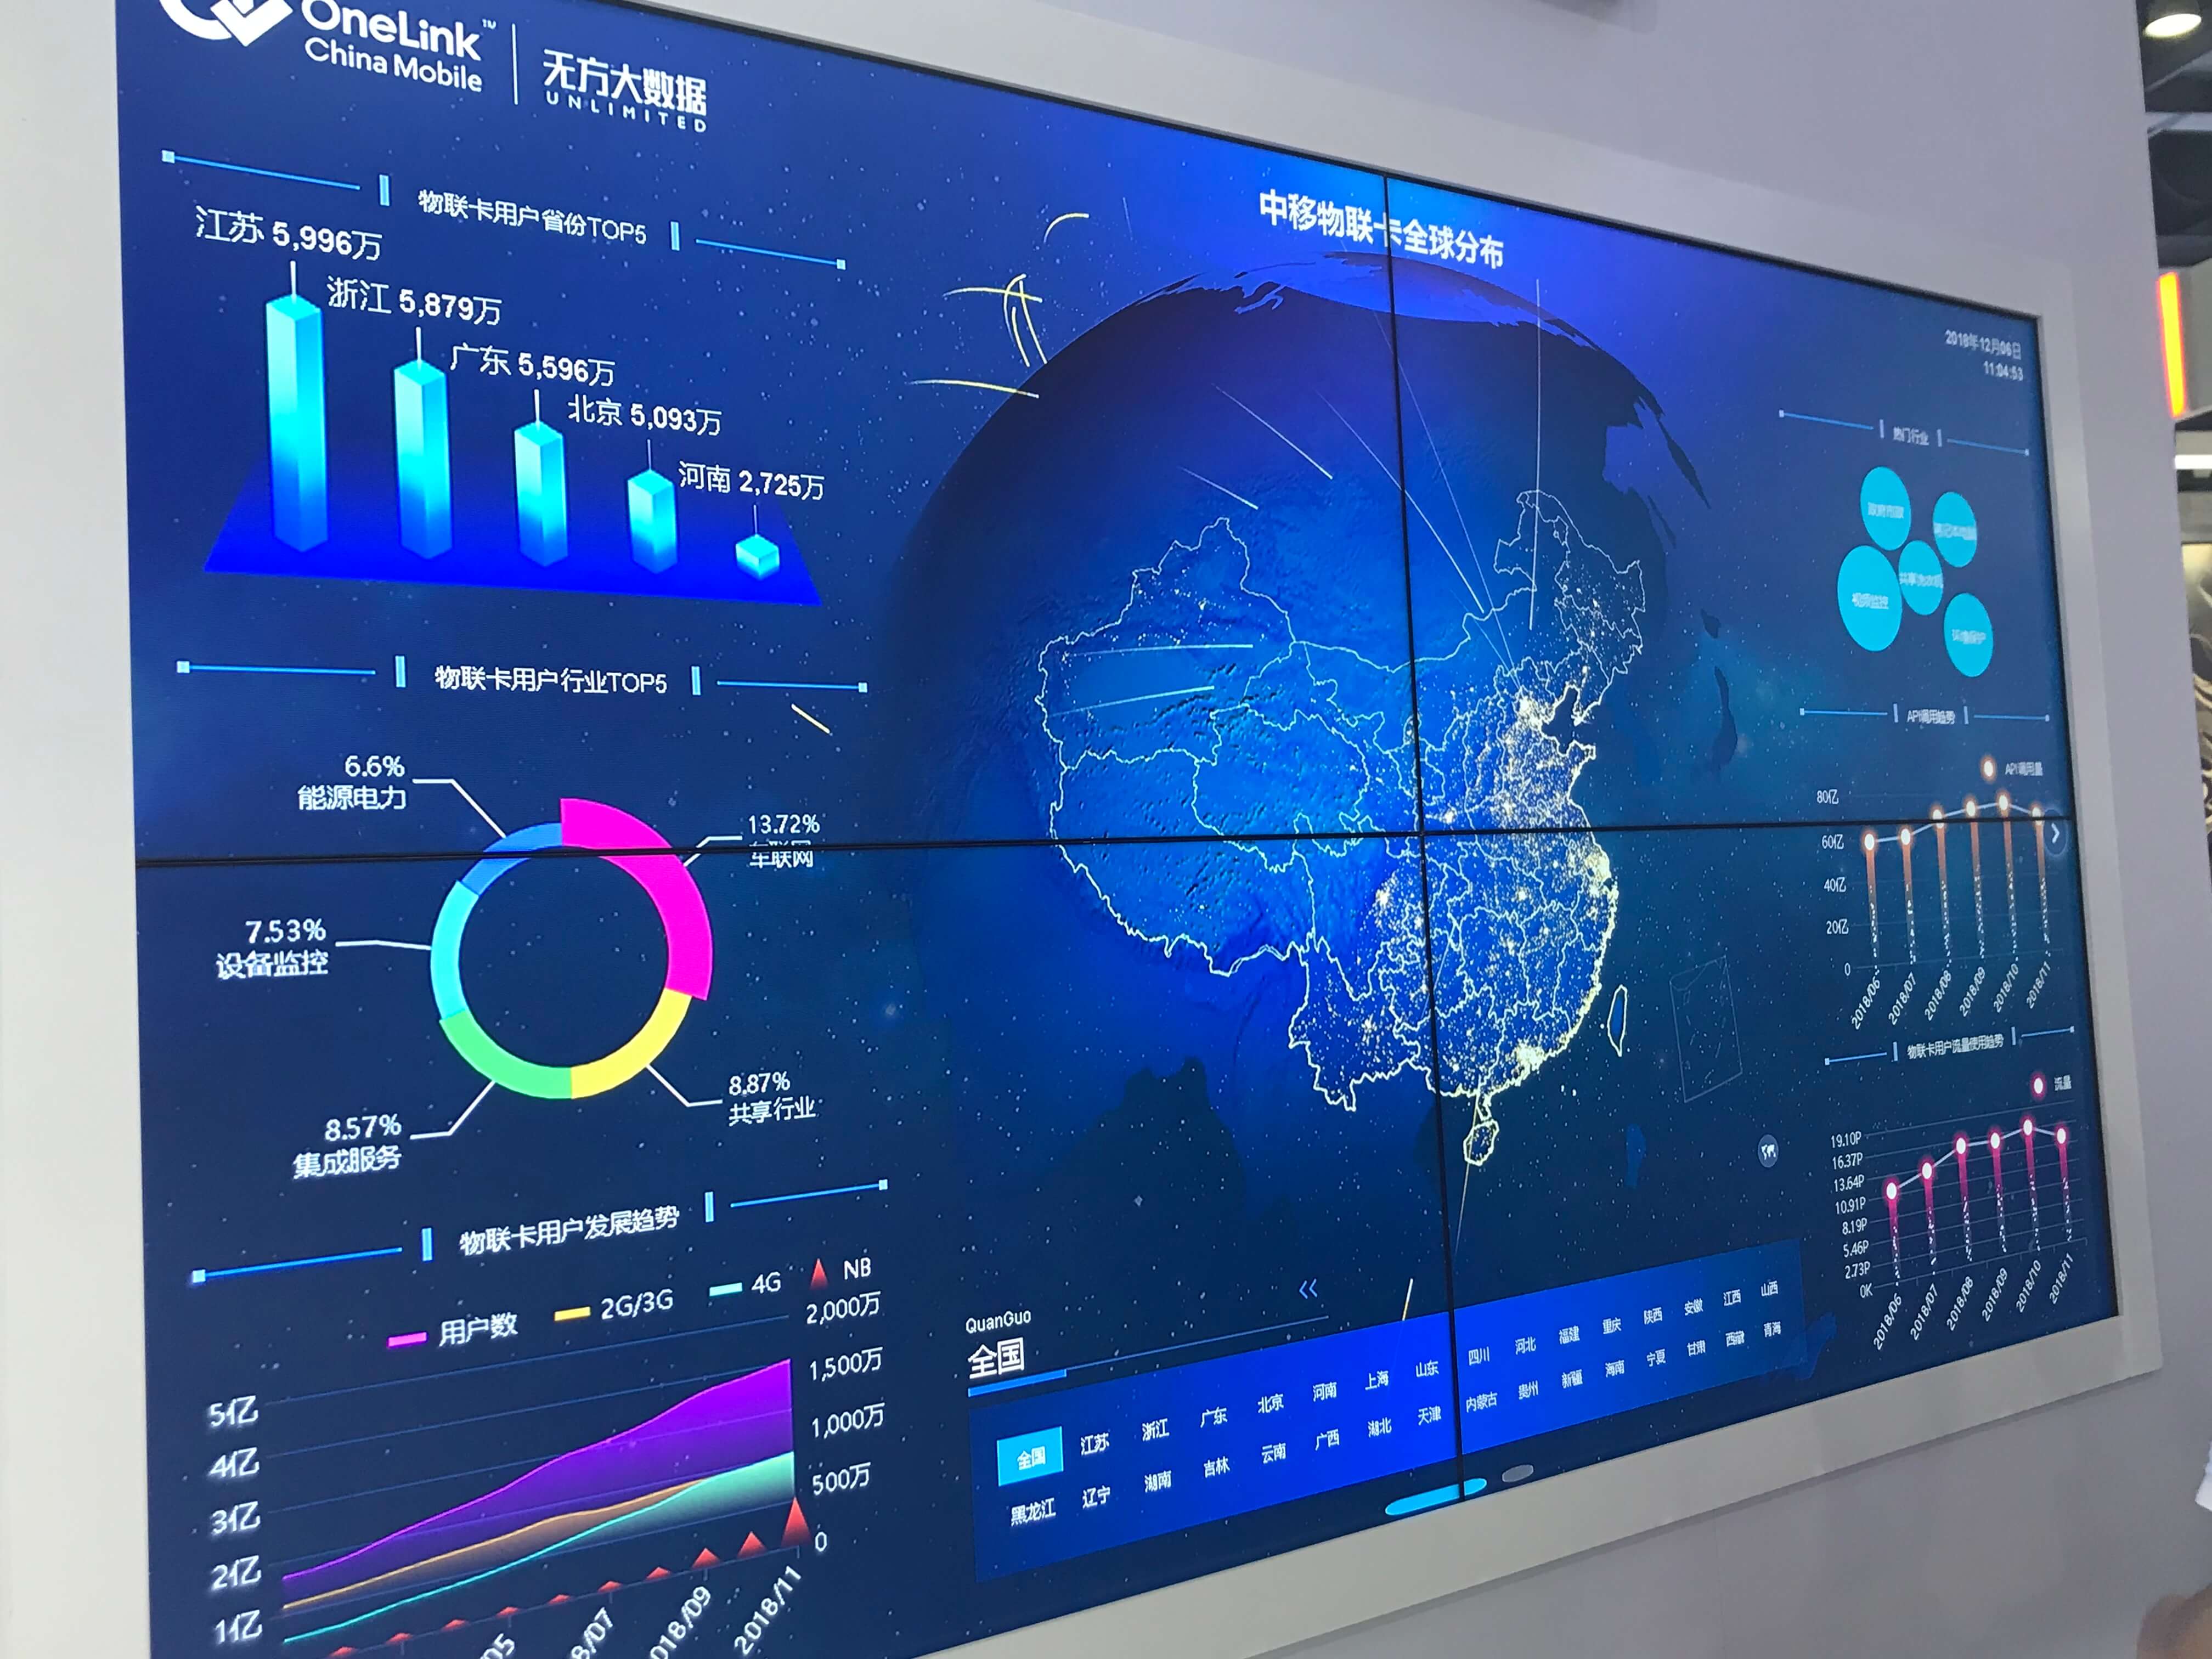 OneLink™
China Mobile
无方大数据
UNLIMITED
物联卡用户省份TOP5
江苏 5,996万
浙江 5,879万
广东 5,596万
北京 5,093万
河南 2,725万
物联卡用户行业TOP5
6.6%
能源电力
13.72%
车联网
7.53%
设备监控
8.87%
共享行业
8.57%
集成服务
物联卡用户发展趋势
用户数
2G/3G
4G
NB
2,000万
1,500万
1,000万
500万
0
5亿
4亿
3亿
2亿
1亿
05
8/07
018/09
2018/11
中移物联卡全球分布
QuanGuo
全国
全国 江苏 浙江 广东 北京 河南 上海 山东 四川 河北 福建 重庆 陕西 安徽 江西 山西
黑龙江 辽宁 湖南 吉林 云南 广西 湖北 天津 内蒙古 贵州 新疆 海南 宁夏 甘肃 西藏 青海
2018年12月06日
11:04:53
热门行业
视频监控
API调用趋势
API调用量
80亿
60亿
40亿
20亿
0
2018/06 2018/07 2018/08 2018/09 2018/10 2018/11
物联卡用户流量使用趋势
流量
19.10P
16.37P
13.64P
10.91P
8.19P
5.46P
2.73P
0K
2018/06 2018/07 2018/08 2018/09 2018/10 2018/11